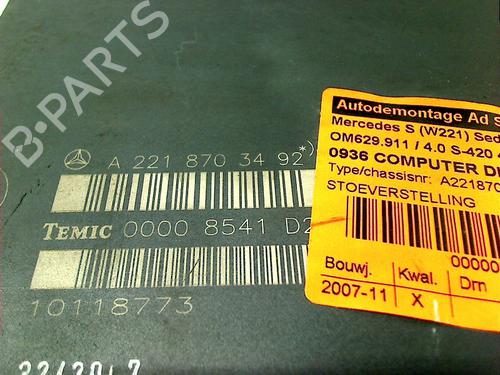 B-PARTS
A 221 870 34 92*)
TEMIC 0000 8541 D2
10118773
Autodemontage Ad S
Mercedes S (W221) Sed
OM629.911 / 4.0 S-420
0936 COMPUTER DI
Type/chassisnr: A221870
STOEVERSTELLING
00000
Bouwj. Kwal. Dm
2007-11 X